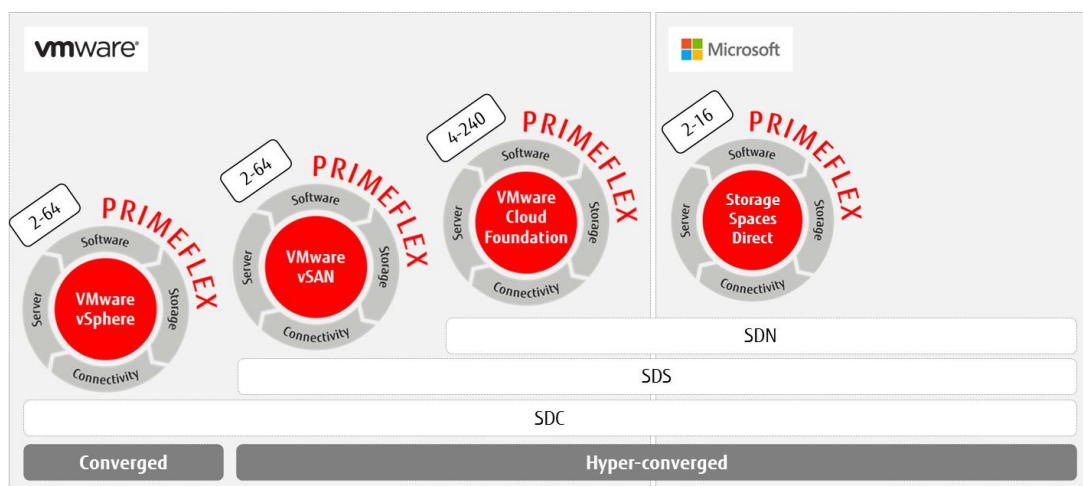 vmware®
Microsoft
2-64
PRIMEFLEX
Software
Server
Storage
Connectivity
VMware
vSphere
2-64
PRIMEFLEX
Software
Server
Storage
Connectivity
VMware
vSAN
4-240
PRIMEFLEX
Software
Server
Storage
Connectivity
VMware
Cloud
Foundation
2-16
PRIMEFLEX
Software
Server
Storage
Connectivity
Storage
Spaces
Direct
SDN
SDS
SDC
Converged
Hyper-converged